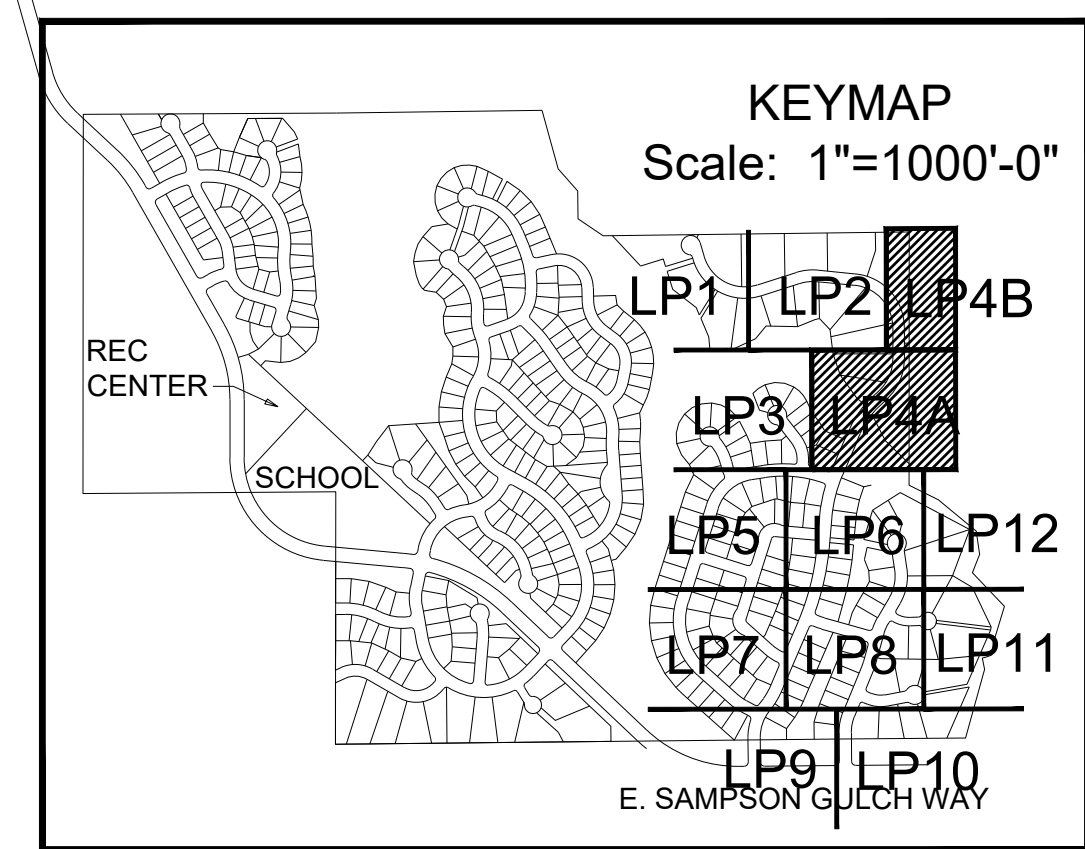 KEYMAP
Scale: 1"=1000'-0"
LP1
LP2
LP4B
REC
CENTER
LP3
LP4A
SCHOOL
LP5
LP6
LP12
LP7
LP8
LP11
LP9
LP10
E. SAMPSON GULCH WAY